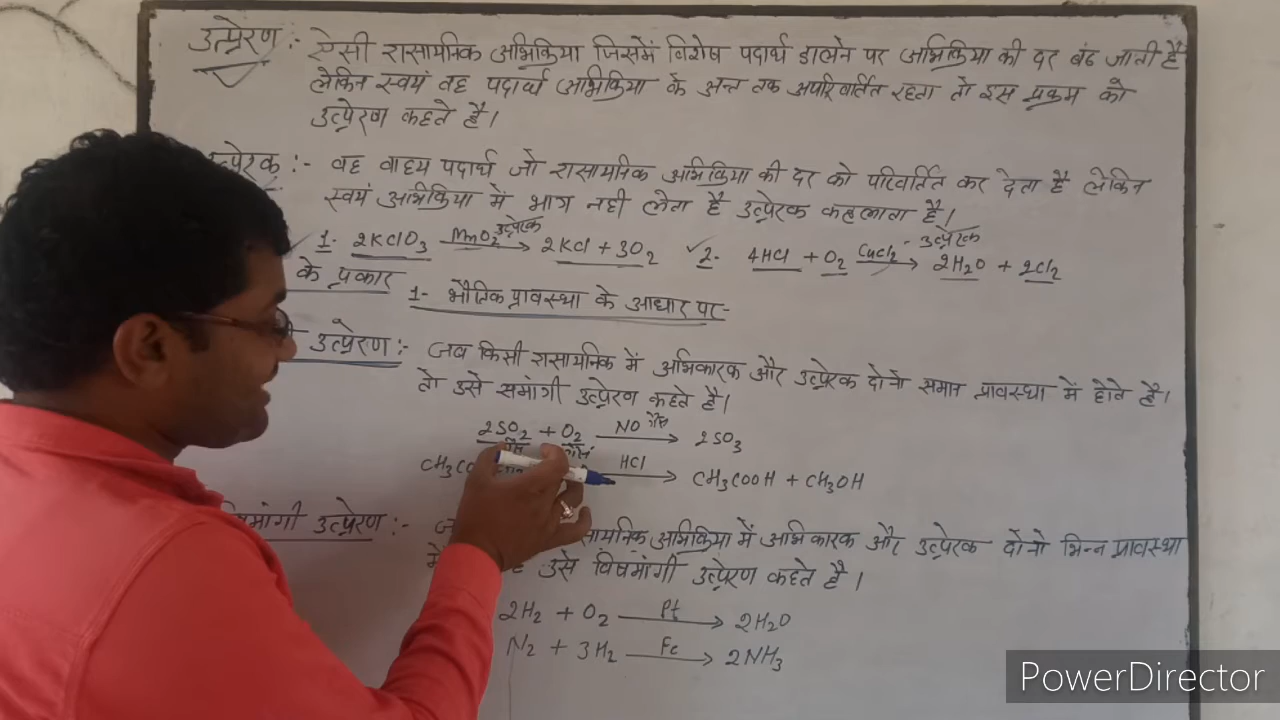 उत्प्रेरण :- ऐसी रासायनिक अभिक्रिया जिसमें विशेष पदार्थ डालने पर अभिक्रिया की दर बढ जाती है
लेकिन स्वयं वह पदार्थ अभिक्रिया के अन्त तक अपरिवर्तित रहता तो इस प्रक्रम को
उत्प्रेरण कहते है।
त्प्रेरक :- वह वाह्य पदार्थ जो रासायनिक अभिक्रिया की दर को परिवर्तित कर देता है लेकिन
स्वयं अभिक्रिया में भाग नही लेता है उत्प्रेरक कहलाता है।
1- 2KClO3 MnO2 उत्प्रेरक → 2KCl + 3O2 ✓2- 4HCl + O2 CuCl2 - उत्प्रेरक → 2H2O + 2Cl2
के प्रकार 1- भौतिक प्रावस्था के आधार पर-
उत्प्रेरण :- जब किसी रासायनिक में अभिकारक और उत्प्रेरक दोनो समान प्रावस्था में होते है।
तो उसे समांगी उत्प्रेरण कहते है।
2SO2 + O2 NO गैस → 2SO3
गैस गैस
CH3CO HCl → CH3COOH + CH3OH
षमांगी उत्प्रेरण :- ज सायनिक अभिक्रिया में अभिकारक और उत्प्रेरक दोनो भिन्न प्रावस्था
मे उसे विषमांगी उत्प्रेरण कहते है।
2H2 + O2 Pt → 2H2O
N2 + 3H2 Fe → 2NH3
PowerDirector